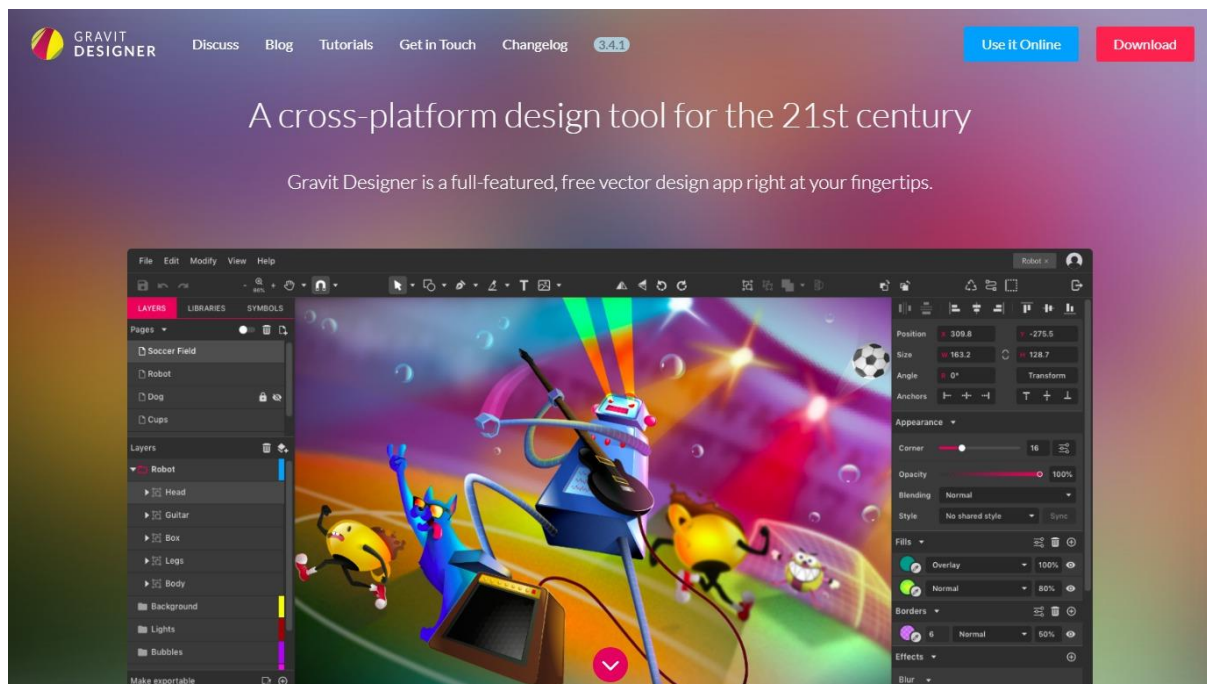 GRAVIT
DESIGNER
Discuss Blog Tutorials Get in Touch Changelog 3.4.1
Use it Online Download
A cross-platform design tool for the 21st century
Gravit Designer is a full-featured, free vector design app right at your fingertips.
File Edit Modify View Help
Robot ×
- 86% +
LAYERS LIBRARIES SYMBOLS
Pages
Soccer Field
Robot
Dog
Cups
Layers
Robot
Head
Guitar
Box
Legs
Body
Background
Lights
Bubbles
Make exportable
Position X 309.8 Y -275.5
Size W 163.2 H 128.7
Angle R 0° Transform
Anchors
Appearance
Corner 16
Opacity 100%
Blending Normal
Style No shared style Sync
Fills
Overlay 100%
Normal 80%
Borders
6 Normal 50%
Effects
Blur